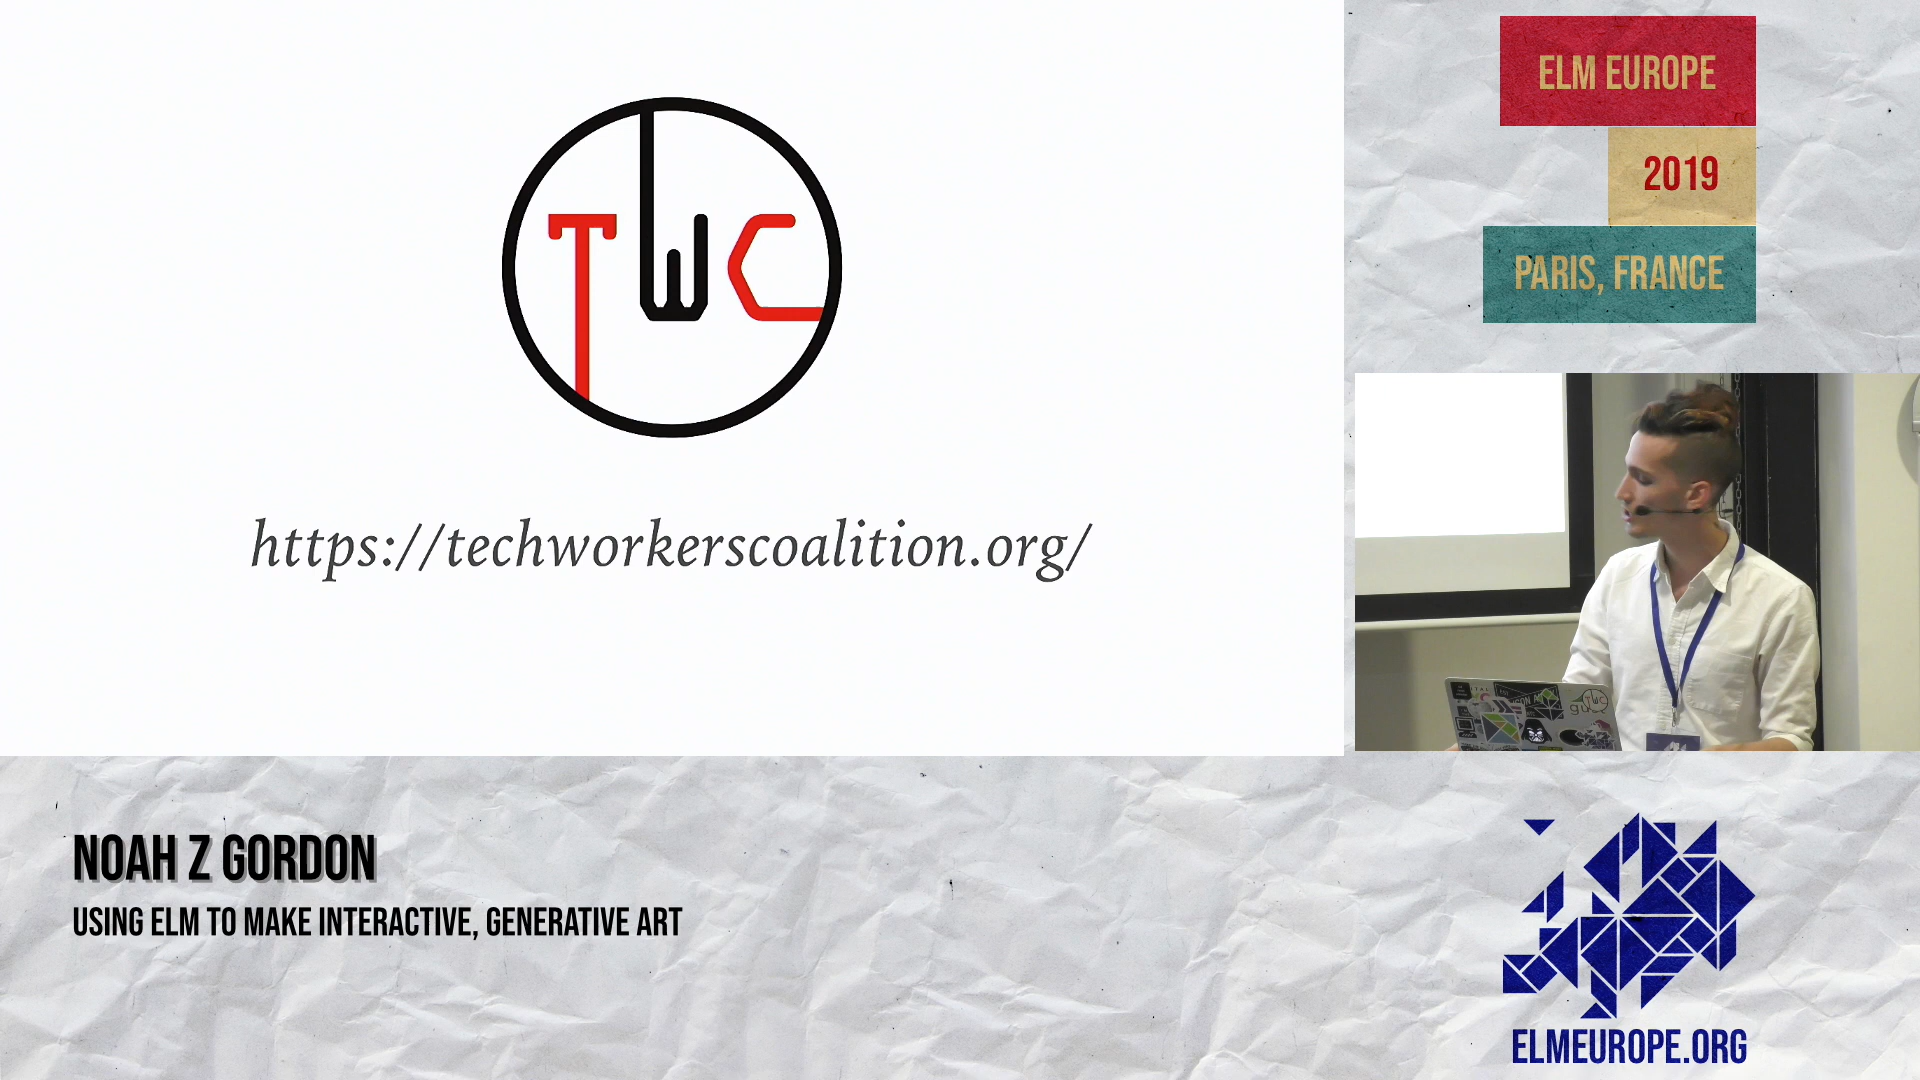 TWC
https://techworkerscoalition.org/
ELM EUROPE
2019
PARIS, FRANCE
TWC
NOAH Z GORDON
USING ELM TO MAKE INTERACTIVE, GENERATIVE ART
ELMEUROPE.ORG